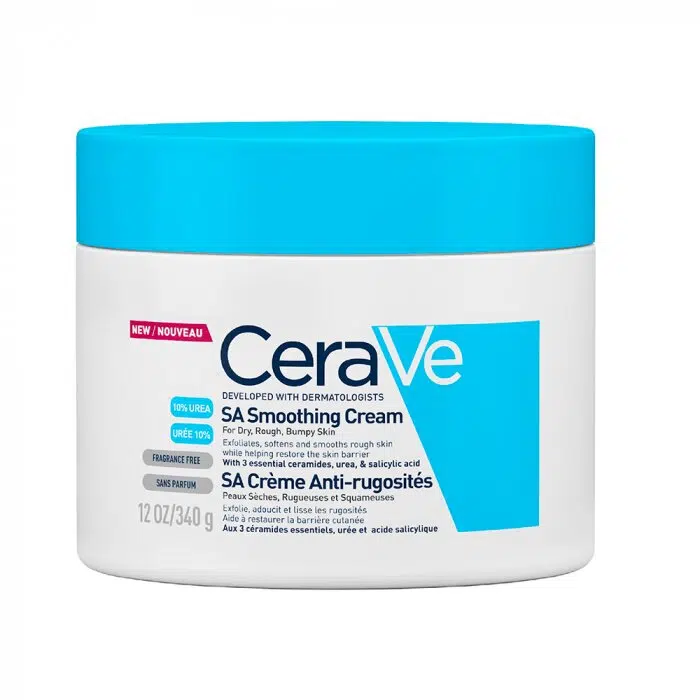 NEW / NOUVEAU
CeraVe
DEVELOPED WITH DERMATOLOGISTS
10% UREA
SA Smoothing Cream
For Dry, Rough, Bumpy Skin
URÉE 10%
Exfoliates, softens and smooths rough skin
while helping restore the skin barrier
FRAGRANCE FREE
With 3 essential ceramides, urea, & salicylic acid
SANS PARFUM
SA Crème Anti-rugosités
Peaux Sèches, Rugueuses et Squameuses
12 OZ/340 g
Exfolie, adoucit et lisse les rugosités
Aide à restaurer la barrière cutanée
Aux 3 céramides essentiels, urée et acide salicylique